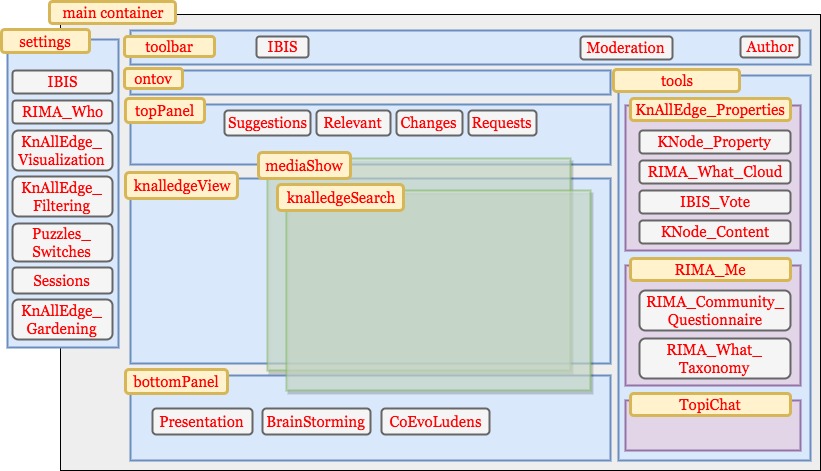 main container
settings
IBIS
RIMA_Who
KnAllEdge_
Visualization
KnAllEdge_
Filtering
Puzzles_
Switches
Sessions
KnAllEdge_
Gardening
toolbar
IBIS
Moderation
Author
ontov
topPanel
Suggestions
Relevant
Changes
Requests
mediaShow
knalledgeView
knalledgeSearch
bottomPanel
Presentation
BrainStorming
CoEvoLudens
tools
KnAllEdge_Properties
KNode_Property
RIMA_What_Cloud
IBIS_Vote
KNode_Content
RIMA_Me
RIMA_Community_
Questionnaire
RIMA_What_
Taxonomy
TopiChat